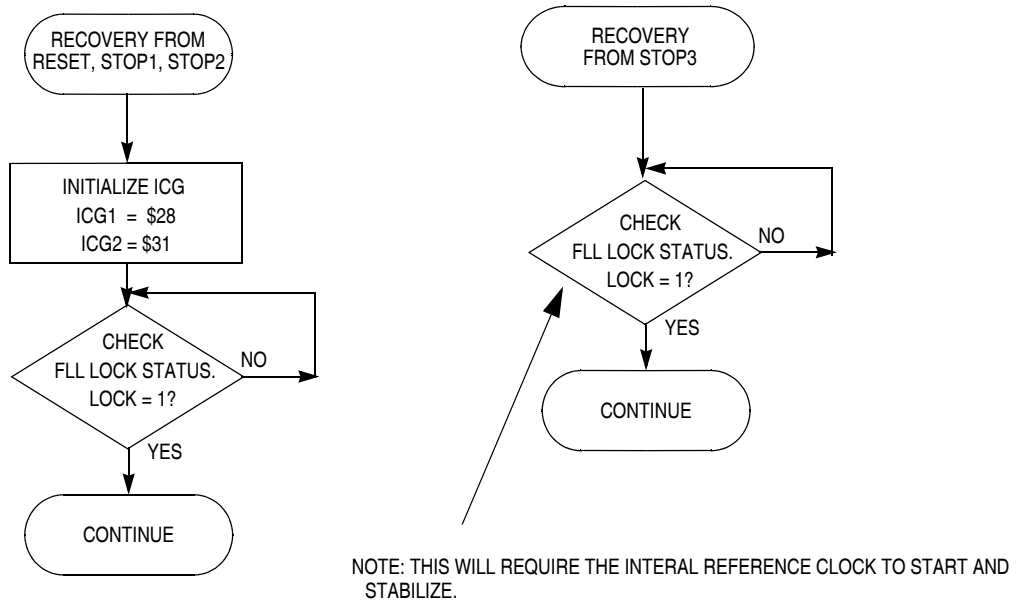 RECOVERY FROM
RESET, STOP1, STOP2
INITIALIZE ICG
ICG1 = $28
ICG2 = $31
CHECK
FLL LOCK STATUS.
LOCK = 1?
NO
YES
CONTINUE
RECOVERY
FROM STOP3
CHECK
FLL LOCK STATUS.
LOCK = 1?
NO
YES
CONTINUE
NOTE: THIS WILL REQUIRE THE INTERAL REFERENCE CLOCK TO START AND
STABILIZE.